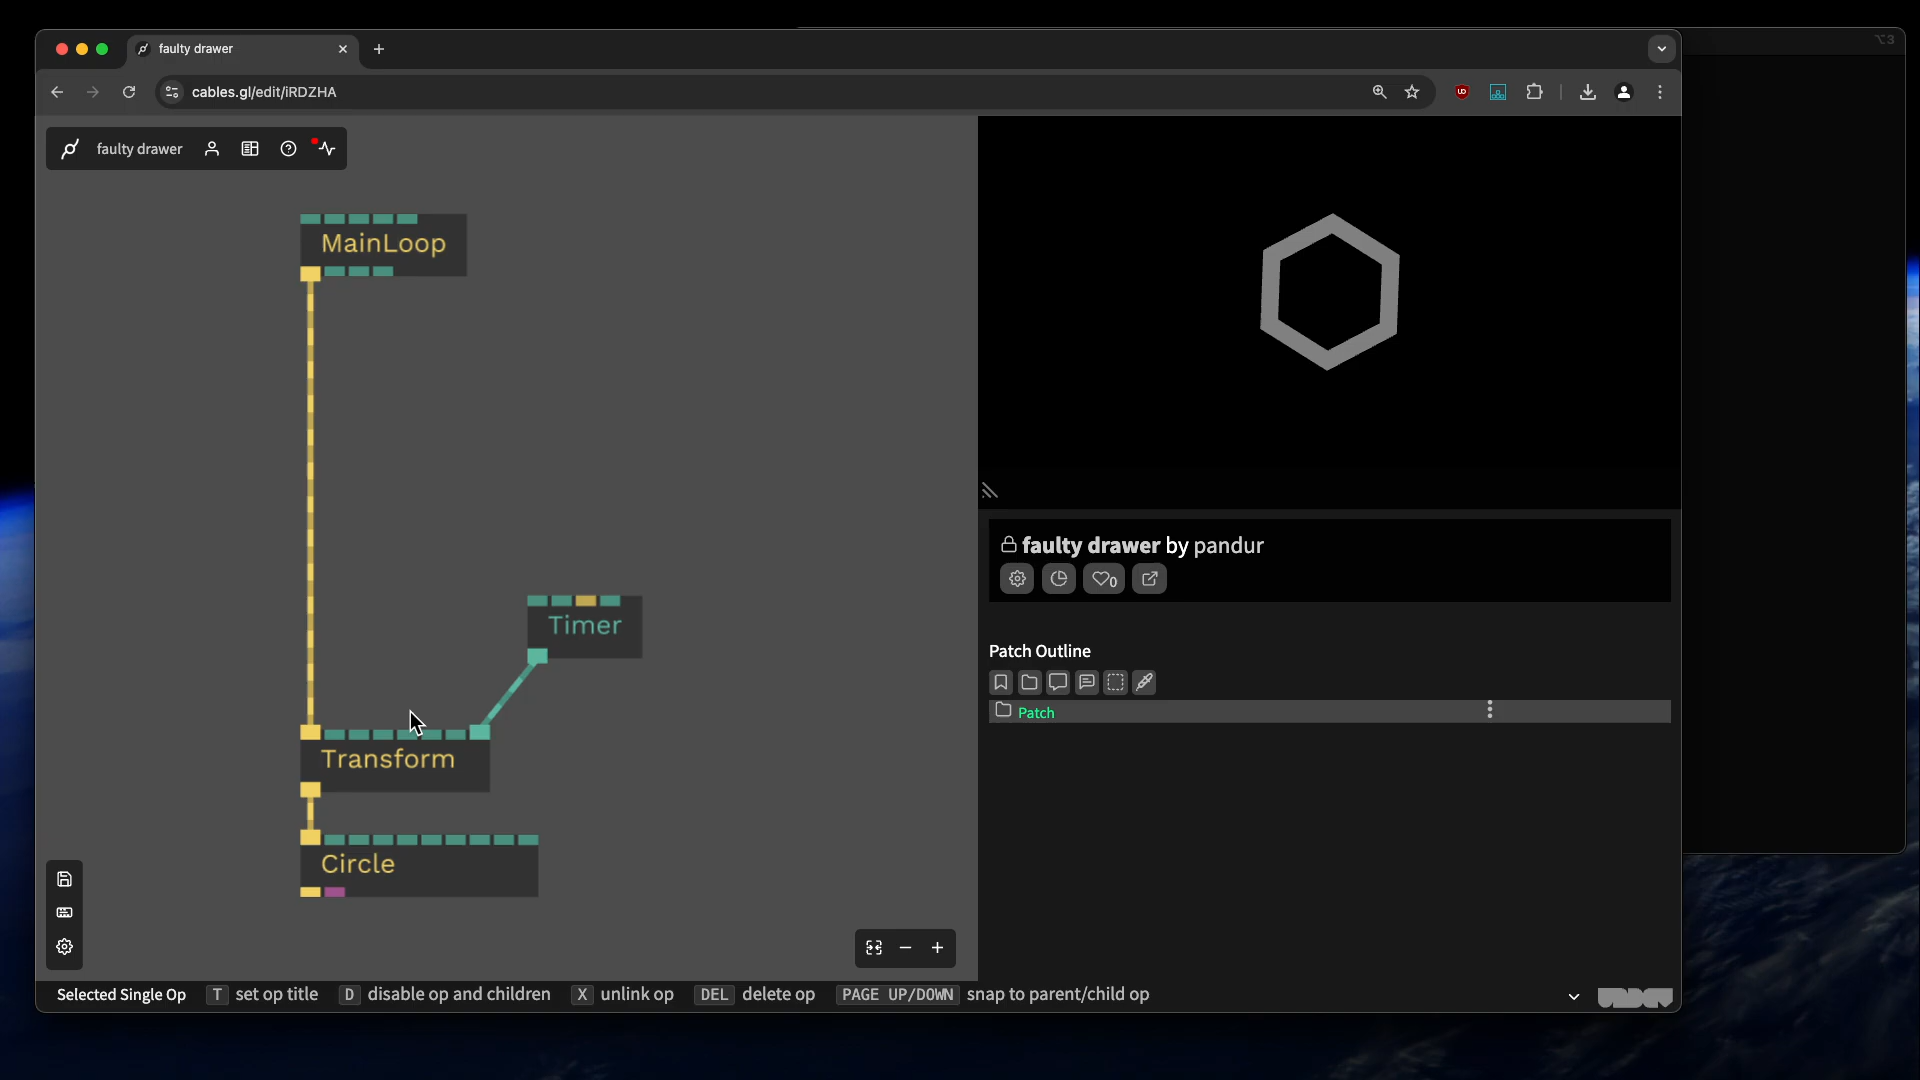 ⌥⌘3
faulty drawer
cables.gl/edit/iRDZHA
faulty drawer
MainLoop
Timer
Transform
Circle
faulty drawer by pandur
0
Patch Outline
Patch
Selected Single Op T set op title D disable op and children X unlink op DEL delete op PAGE UP/DOWN snap to parent/child op